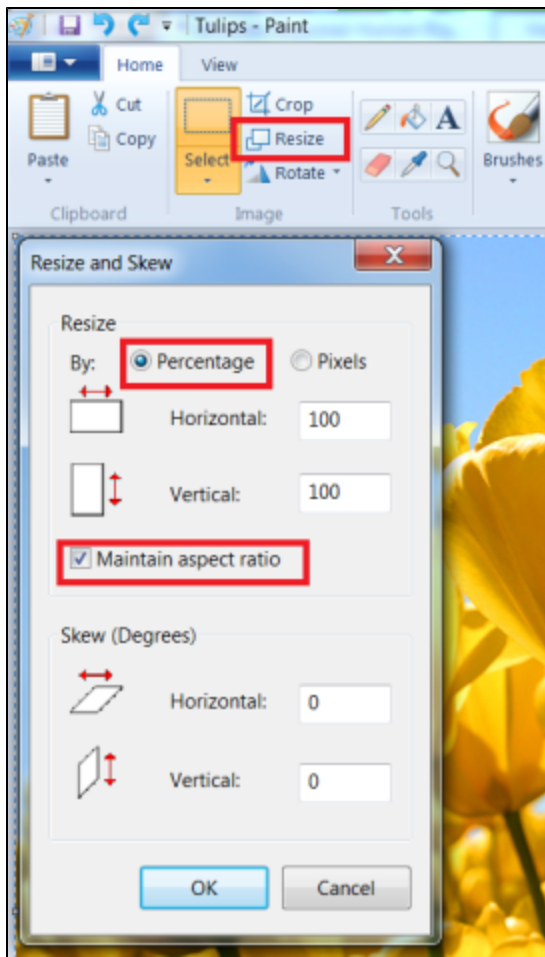 Tulips - Paint
Home View
Cut
Copy
Paste
Clipboard
Select
Crop
Resize
Rotate
Image
A
Tools
Brushes
Resize and Skew
Resize
By: Percentage Pixels
Horizontal: 100
Vertical: 100
Maintain aspect ratio
Skew (Degrees)
Horizontal: 0
Vertical: 0
OK Cancel